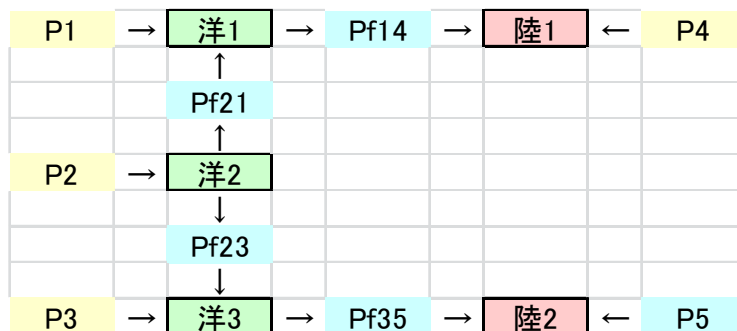 P1 → 洋1 → Pf14 → 陸1 ← P4
↑
Pf21
↑
P2 → 洋2
↓
Pf23
↓
P3 → 洋3 → Pf35 → 陸2 ← P5